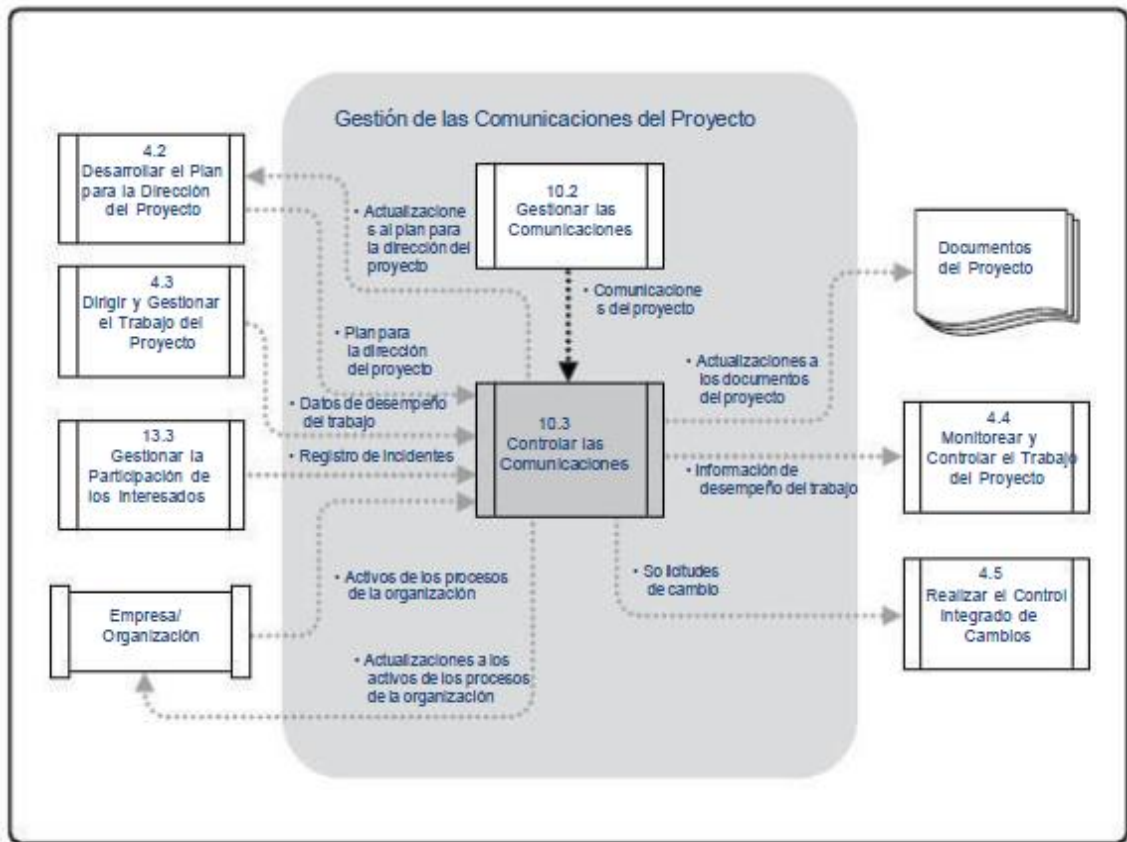 Gestión de las Comunicaciones del Proyecto
4.2
Desarrollar el Plan
para la Dirección
del Proyecto
4.3
Dirigir y Gestionar
el Trabajo del
Proyecto
13.3
Gestionar la
Participación de
los Interesados
Empresa/
Organización
• Actualizacione
s al plan para
la dirección del
proyecto
• Plan para
la dirección
del proyecto
• Datos de desempeño
del trabajo
• Registro de incidentes
• Activos de los procesos
de la organización
• Actualizaciones a los
activos de los procesos
de la organización
10.2
Gestionar las
Comunicaciones
• Comunicacione
s del proyecto
10.3
Controlar las
Comunicaciones
• Actualizaciones a
los documentos
del proyecto
• Información de
desempeño del trabajo
• So licitudes
de cambio
Documentos
del Proyecto
4.4
Monitorear y
Controlar el Trabajo
del Proyecto
4.5
Realizar el Control
Integrado de
Cambios